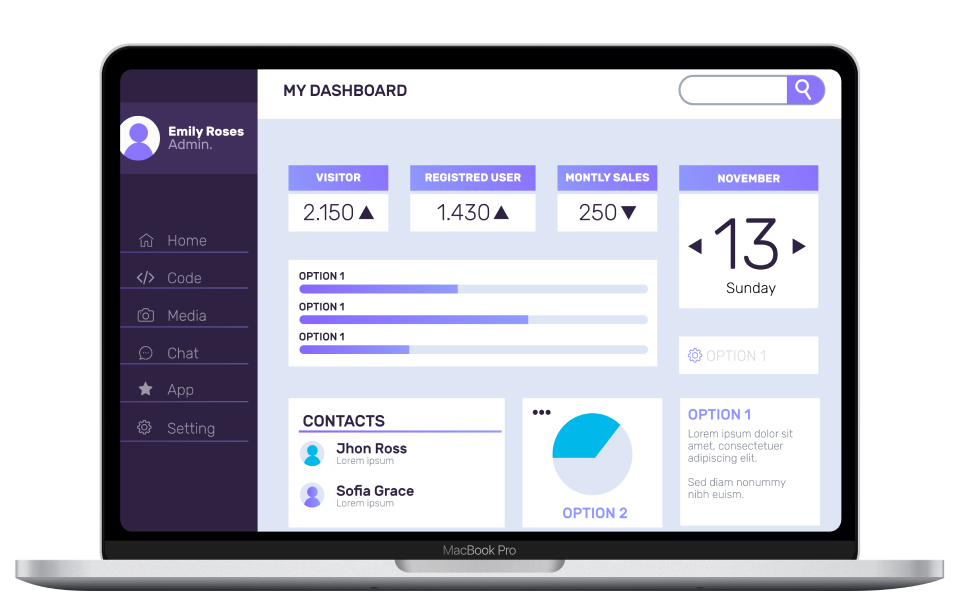 MY DASHBOARD
Emily Roses
Admin.
Home
Code
Media
Chat
App
Setting
VISITOR
2.150
REGISTRED USER
1.430
MONTLY SALES
250
NOVEMBER
13
Sunday
OPTION 1
OPTION 1
OPTION 1
OPTION 1
CONTACTS
Jhon Ross
Lorem ipsum
Sofia Grace
Lorem ipsum
OPTION 2
OPTION 1
Lorem ipsum dolor sit
amet, consectetuer
adipiscing elit.
Sed diam nonummy
nibh euism.
MacBook Pro